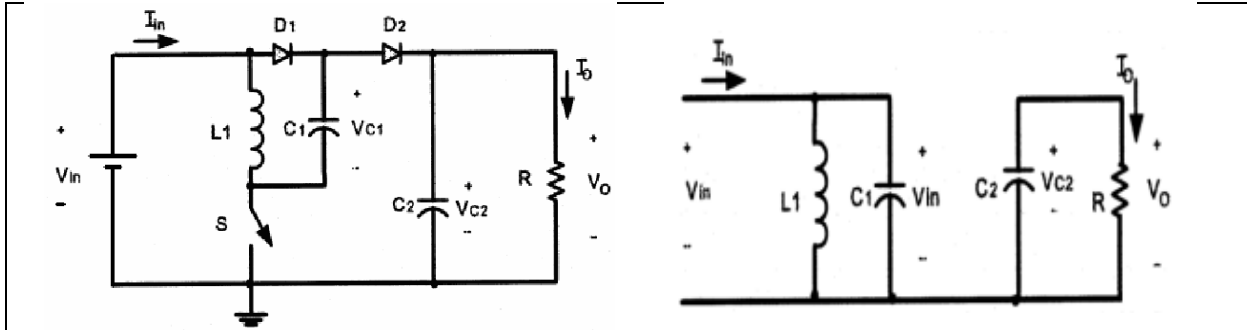 Iin
D1
D2
IO
+
Vin
-
L1
C1
+
VC1
-
S
C2
+
VC2
--
R
+
VO
-
Iin
+
Vin
--
L1
C1
+
Vin
-
C2
+
VC2
-
R
IO
+
VO
-